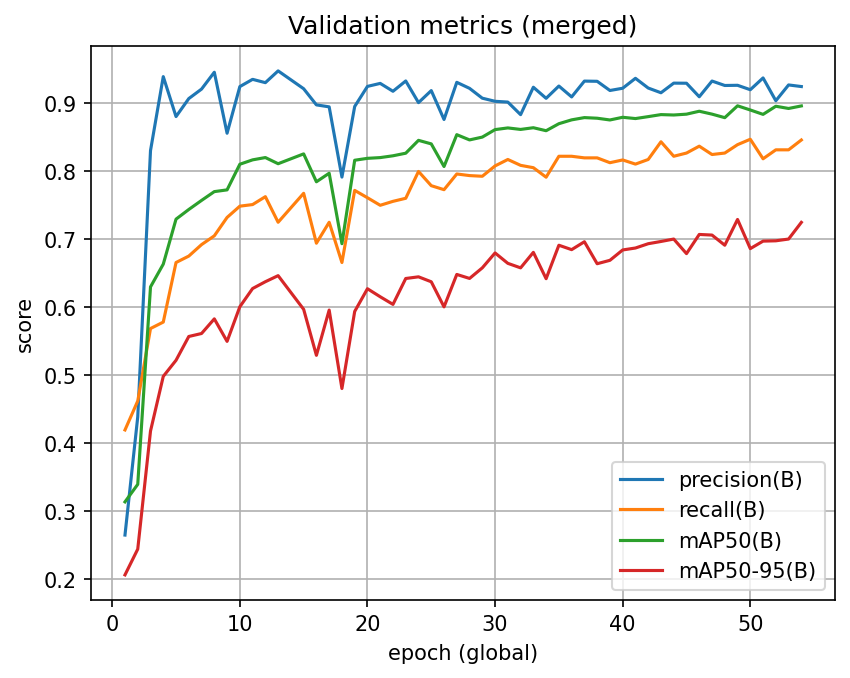 Validation metrics (merged)
score
0.9
0.8
0.7
0.6
0.5
0.4
0.3
0.2
precision(B)
recall(B)
mAP50(B)
mAP50-95(B)
0 10 20 30 40 50
epoch (global)